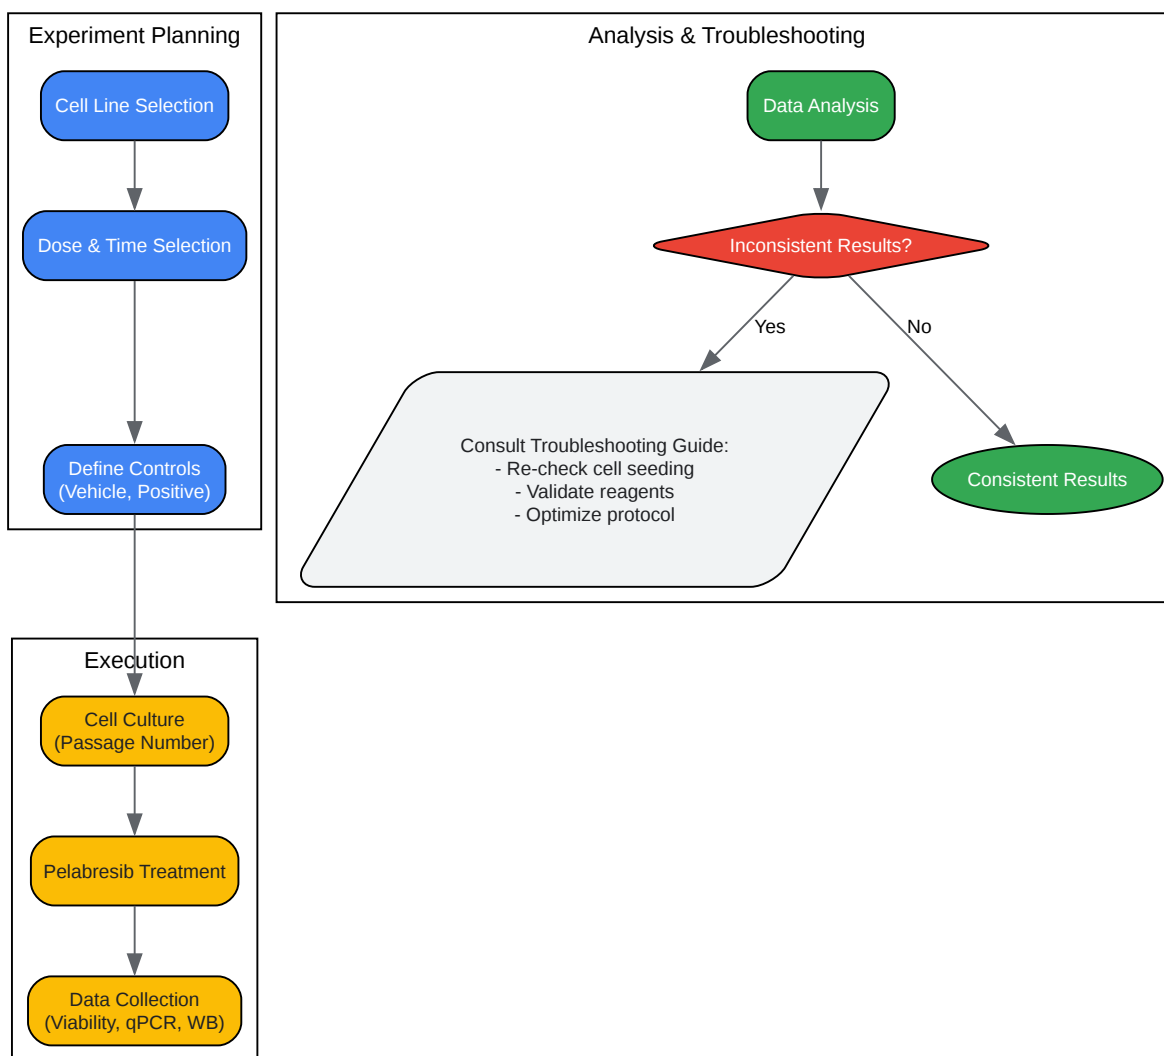 Experiment Planning
Cell Line Selection
Dose & Time Selection
Define Controls
(Vehicle, Positive)
Analysis & Troubleshooting
Data Analysis
Inconsistent Results?
Yes
No
Consult Troubleshooting Guide:
- Re-check cell seeding
- Validate reagents
- Optimize protocol
Consistent Results
Execution
Cell Culture
(Passage Number)
Pelabresib Treatment
Data Collection
(Viability, qPCR, WB)